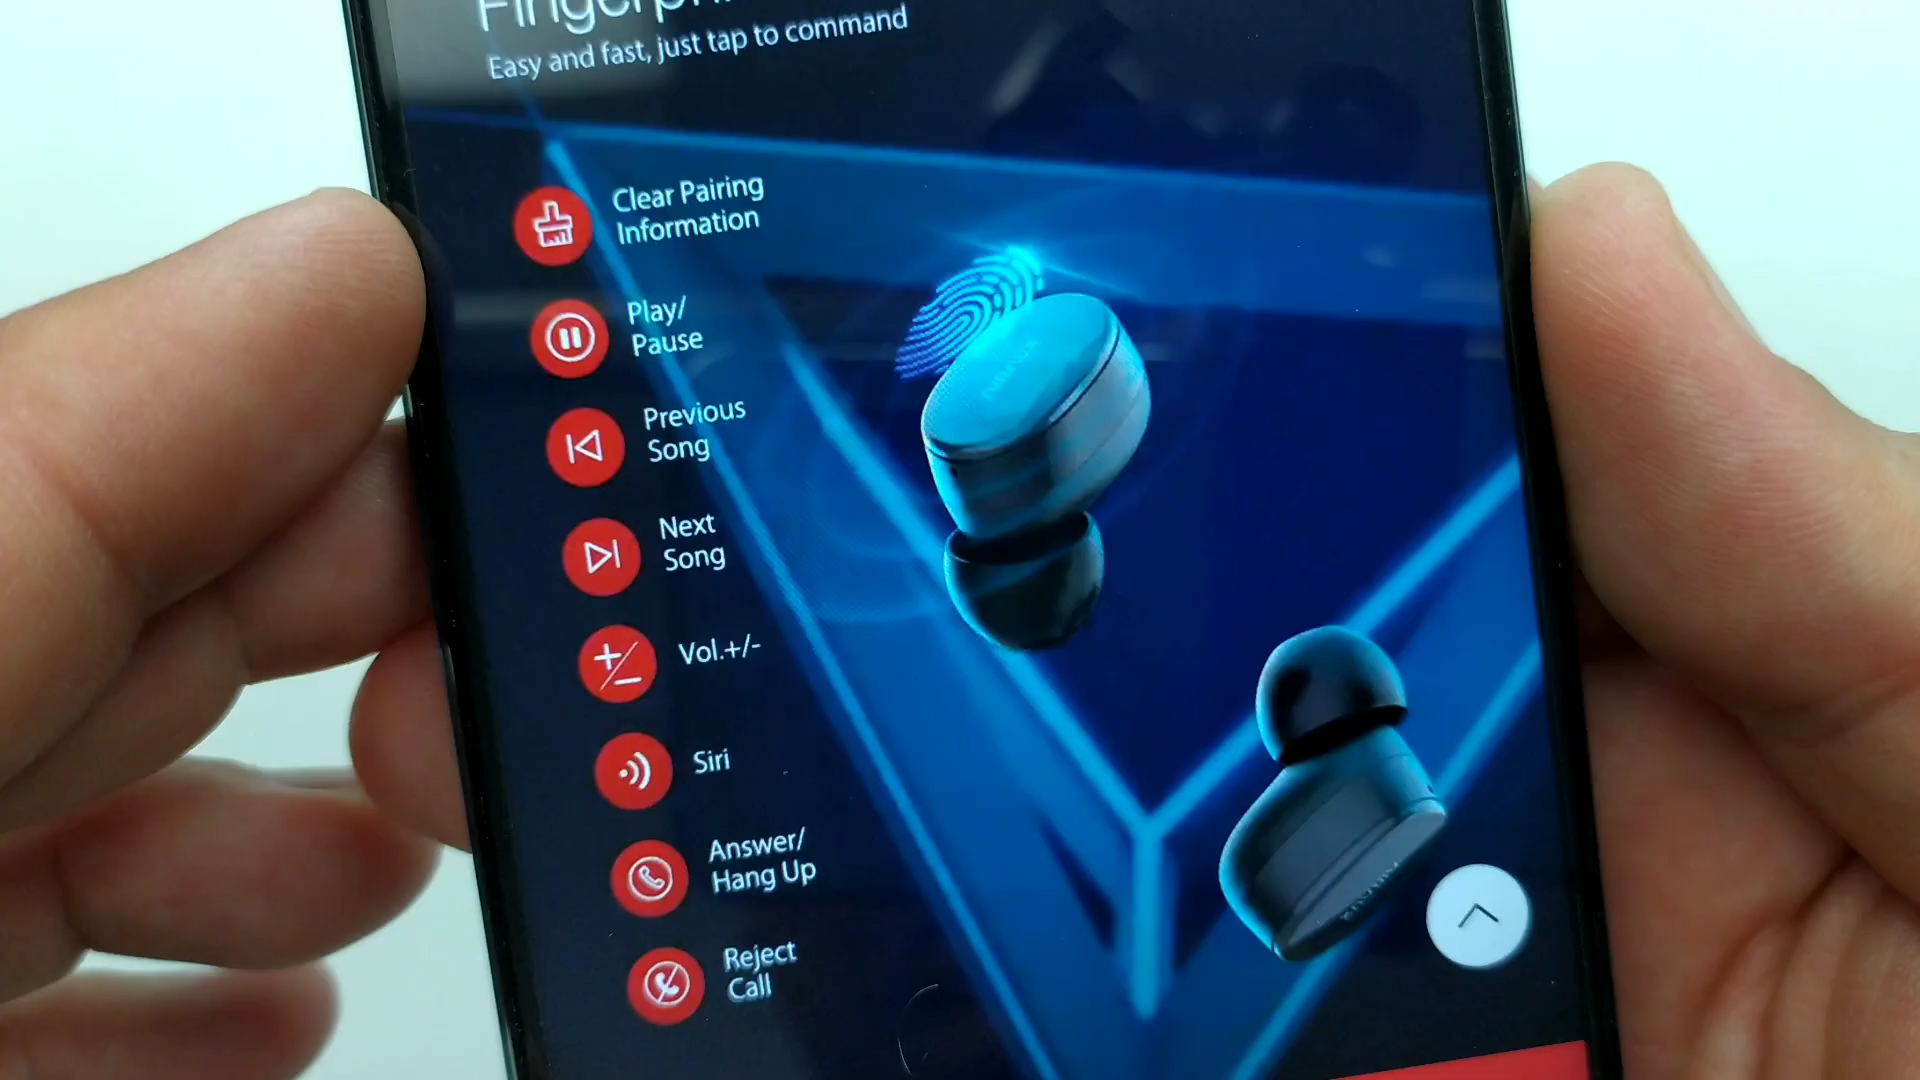 Easy and fast, just tap to command
Clear Pairing
Information
Play/
Pause
Previous
Song
Next
Song
Vol.+/-
Siri
Answer/
Hang Up
Reject
Call